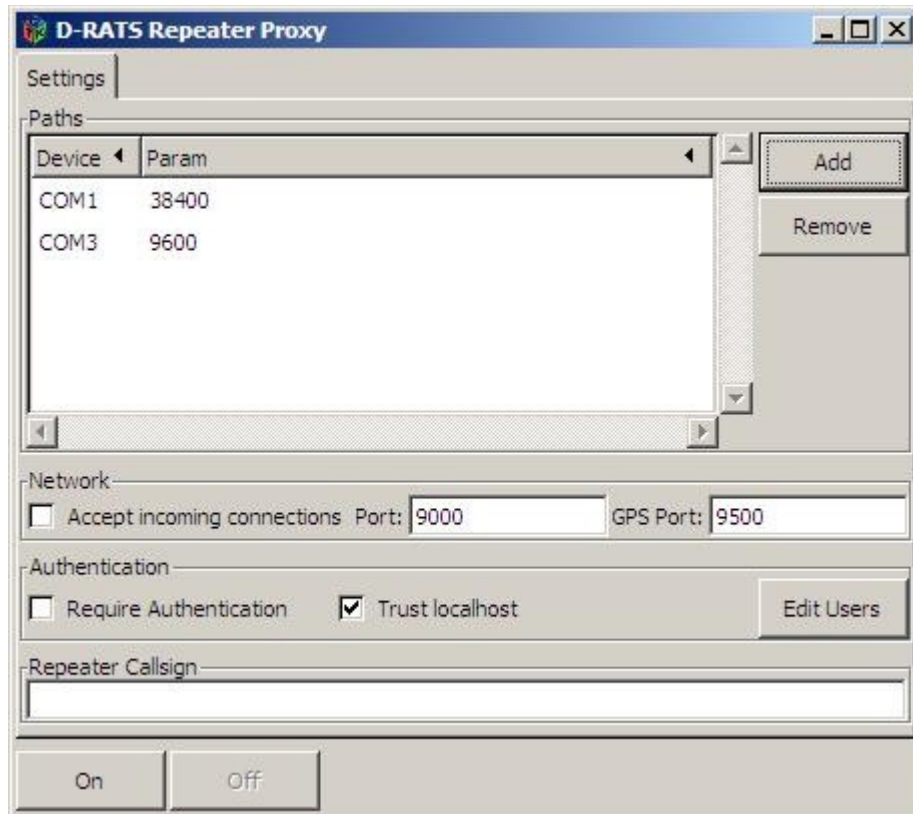 D-RATS Repeater Proxy
Settings
Paths
Device Param
COM1 38400
COM3 9600
Add
Remove
Network
Accept incoming connections Port: 9000 GPS Port: 9500
Authentication
Require Authentication Trust localhost Edit Users
Repeater Callsign
On Off